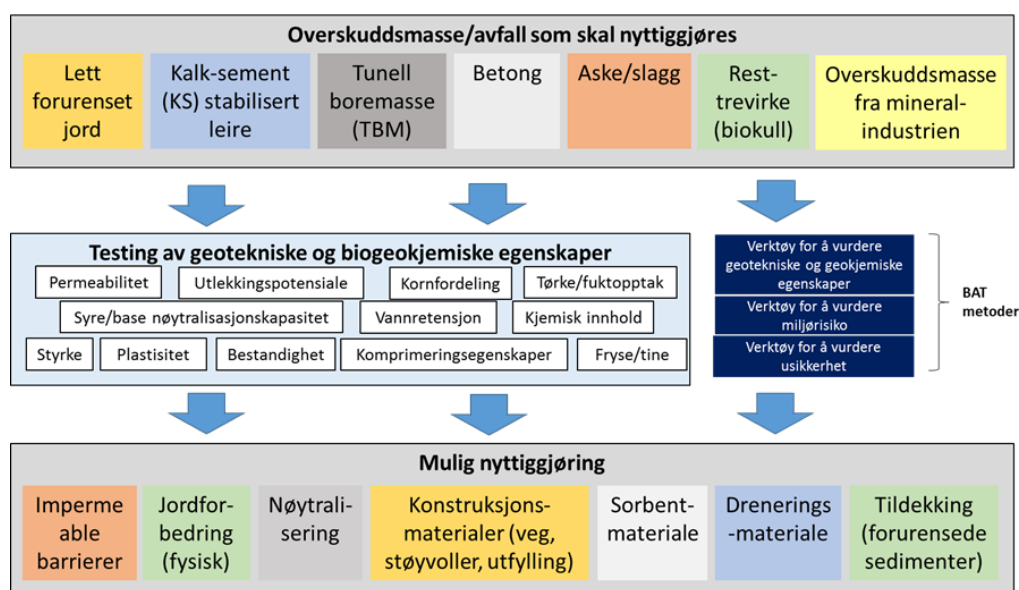 Overskuddsmasse/avfall som skal nyttiggjøres
Lett
forurenset
jord
Kalk-sement
(KS) stabilisert
leire
Tunell
boremasse
(TBM)
Betong
Aske/slagg
Rest-
trevirke
(biokull)
Overskuddsmasse
fra mineral-
industrien
Testing av geotekniske og biogeokjemiske egenskaper
Permeabilitet
Utlekkingspotensiale
Kornfordeling
Tørke/fuktopptak
Syre/base nøytralisasjonskapasitet
Vannretensjon
Kjemisk innhold
Styrke
Plastisitet
Bestandighet
Komprimeringsegenskaper
Fryse/tine
Verktøy for å vurdere
geotekniske og geokjemiske
egenskaper
Verktøy for å vurdere
miljørisiko
Verktøy for å vurdere
usikkerhet
BAT
metoder
Mulig nyttiggjøring
Imperme
able
barrierer
Jordfor-
bedring
(fysisk)
Nøytrali-
sering
Konstruksjons-
materialer (veg,
støyvoller, utfylling)
Sorbent-
materiale
Drenerings
-materiale
Tildekking
(forurensede
sedimenter)